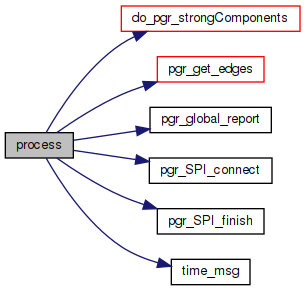 do_pgr_strongComponents
pgr_get_edges
pgr_global_report
process
pgr_SPI_connect
pgr_SPI_finish
time_msg